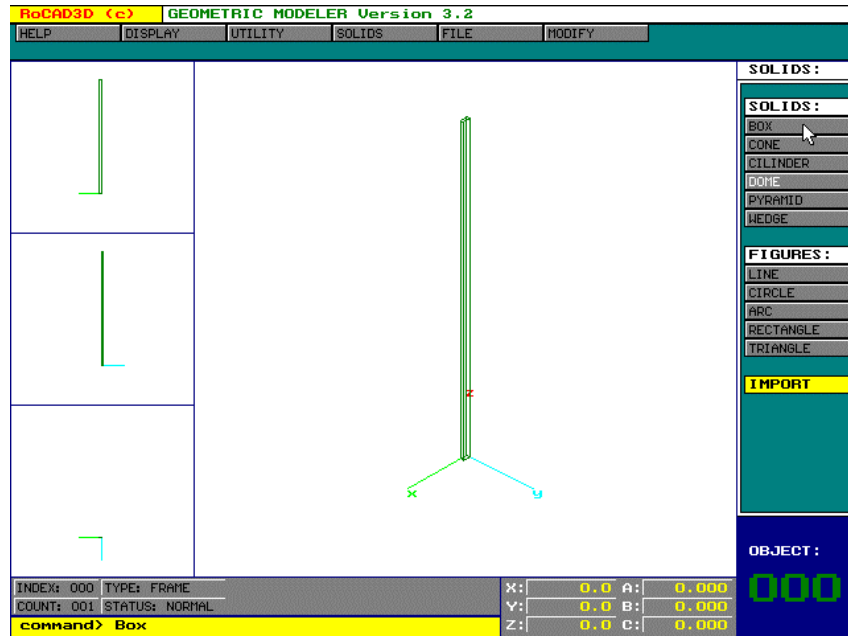 RoCAD3D (c) GEOMETRIC MODELER Version 3.2
HELP DISPLAY UTILITY SOLIDS FILE MODIFY
SOLIDS:
SOLIDS:
BOX
CONE
CILINDER
DOME
PYRAMID
WEDGE
FIGURES:
LINE
CIRCLE
ARC
RECTANGLE
TRIANGLE
IMPORT
z
x y
OBJECT:
000
INDEX: 000 TYPE: FRAME
COUNT: 001 STATUS: NORMAL
command> Box
X: 0.0 A: 0.000
Y: 0.0 B: 0.000
Z: 0.0 C: 0.000